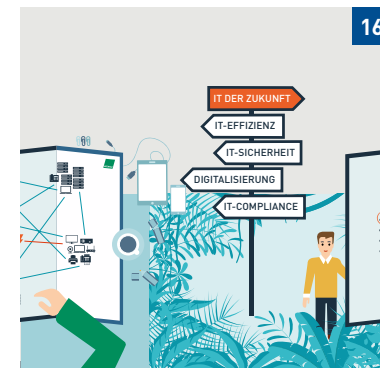 16
IT DER ZUKUNFT
IT-EFFIZIENZ
IT-SICHERHEIT
DIGITALISIERUNG
IT-COMPLIANCE